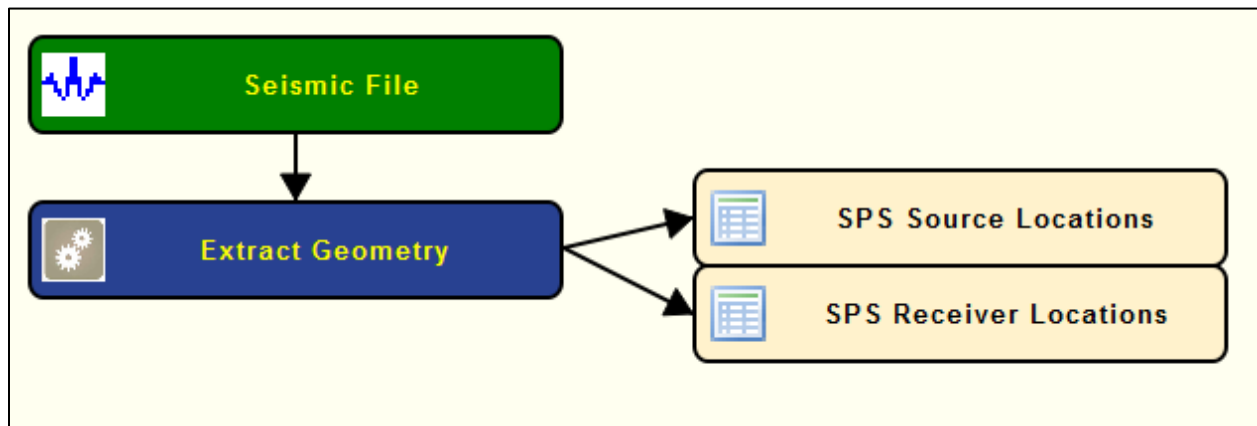 Seismic File
Extract Geometry
SPS Source Locations
SPS Receiver Locations